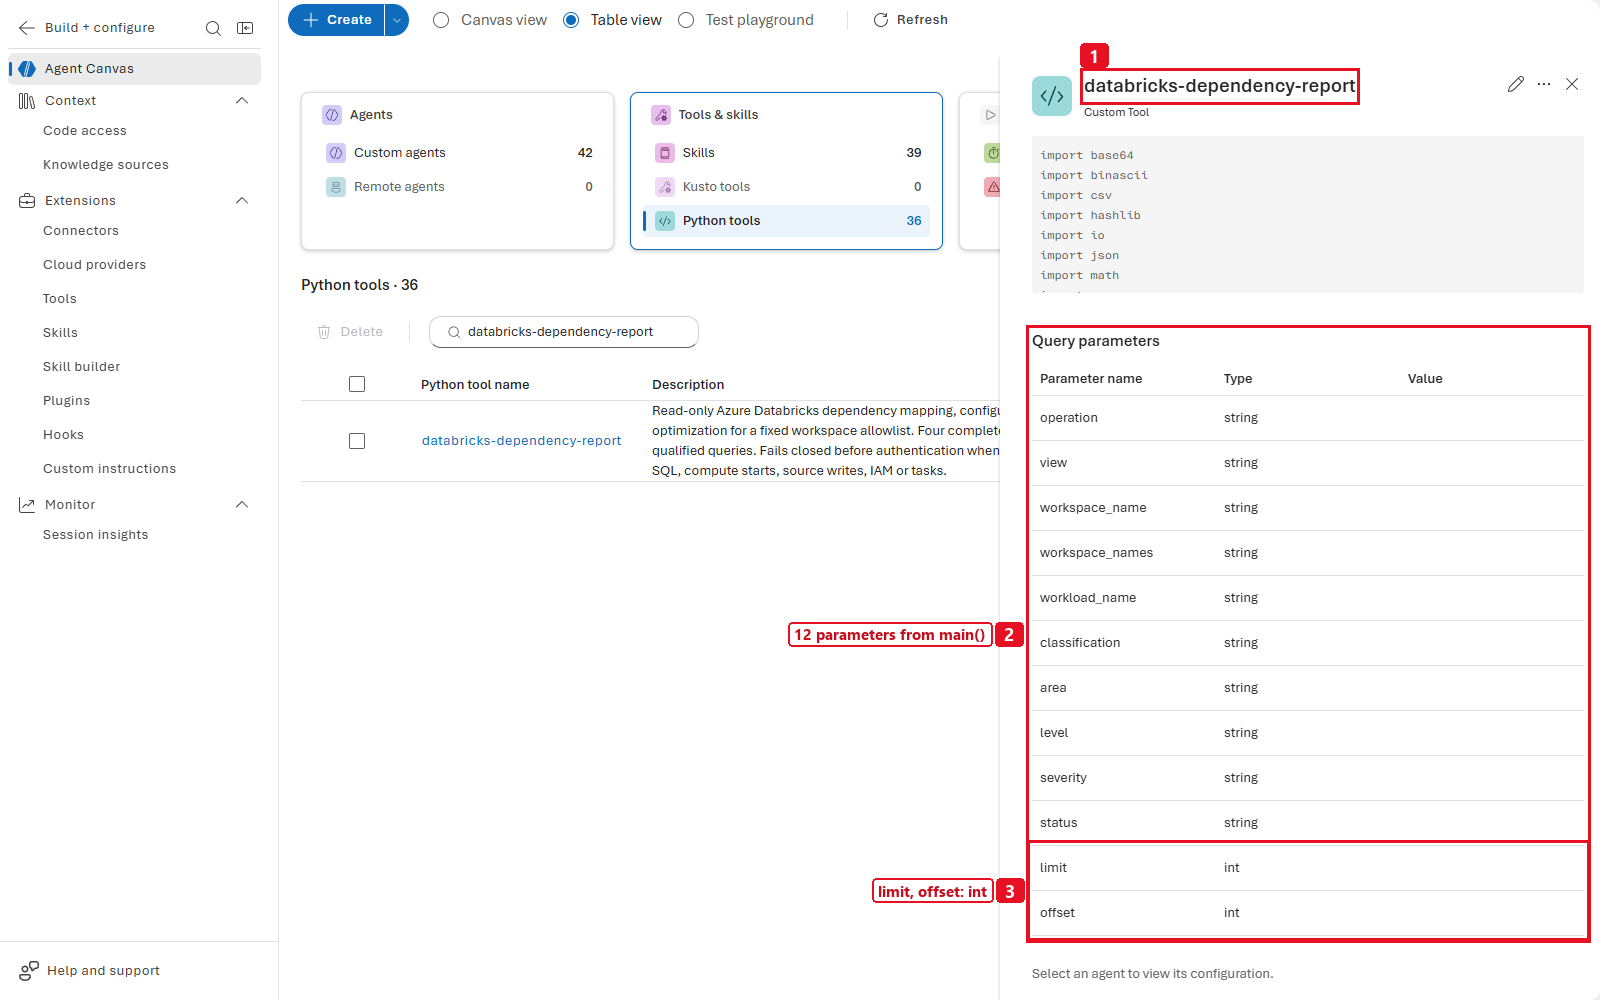 Build + configure
Agent Canvas
Context
Code access
Knowledge sources
Extensions
Connectors
Cloud providers
Tools
Skills
Skill builder
Plugins
Hooks
Custom instructions
Monitor
Session insights
Help and support
Create
Canvas view
Table view
Test playground
Refresh
Agents
Custom agents 42
Remote agents 0
Tools & skills
Skills 39
Kusto tools 0
Python tools 36
Python tools · 36
Delete
databricks-dependency-report
Python tool name Description
databricks-dependency-report
Read-only Azure Databricks dependency mapping,
optimization for a fixed workspace allowlist. Four
qualified queries. Fails closed before authentication when
SQL, compute starts, source writes, IAM or tasks.
1
databricks-dependency-report
Custom Tool
import base64
import binascii
import csv
import hashlib
import io
import json
import math
Query parameters
Parameter name Type Value
operation string
view string
workspace_name string
workspace_names string
workload_name string
12 parameters from main() 2
classification string
area string
level string
severity string
status string
limit int
limit, offset: int 3
offset int
Select an agent to view its configuration.